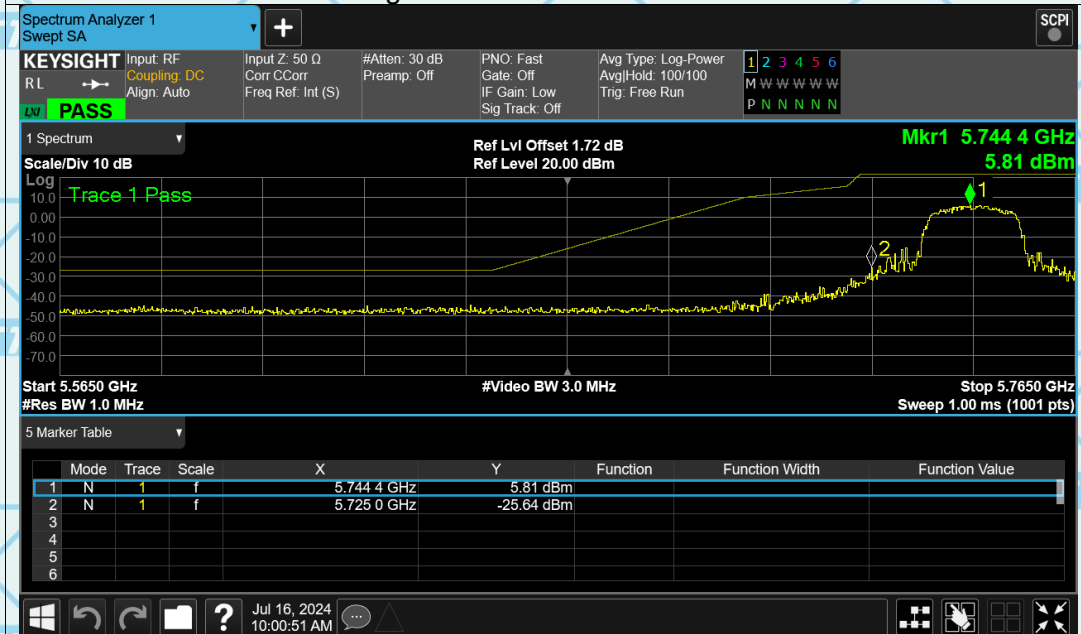 Spectrum Analyzer 1
Swept SA
+
SCPI
KEYSIGHT Input: RF Input Z: 50 Ω #Atten: 30 dB PNO: Fast Avg Type: Log-Power 1 2 3 4 5 6
R L Coupling: DC Corr CCorr Preamp: Off Gate: Off Avg|Hold: 100/100 M W W W W W
Align: Auto Freq Ref: Int (S) IF Gain: Low Trig: Free Run
LXI PASS Sig Track: Off P N N N N N
1 Spectrum Ref Lvl Offset 1.72 dB Mkr1 5.744 4 GHz
Scale/Div 10 dB Ref Level 20.00 dBm 5.81 dBm
Log
Trace 1 Pass
1
10.0
0.00
-10.0
2
-20.0
-30.0
-40.0
-50.0
-60.0
-70.0
Start 5.5650 GHz #Video BW 3.0 MHz Stop 5.7650 GHz
#Res BW 1.0 MHz Sweep 1.00 ms (1001 pts)
5 Marker Table
Mode Trace Scale X Y Function Function Width Function Value
1 N 1 f 5.744 4 GHz 5.81 dBm
2 N 1 f 5.725 0 GHz -25.64 dBm
3
4
5
6
? Jul 16, 2024
10:00:51 AM